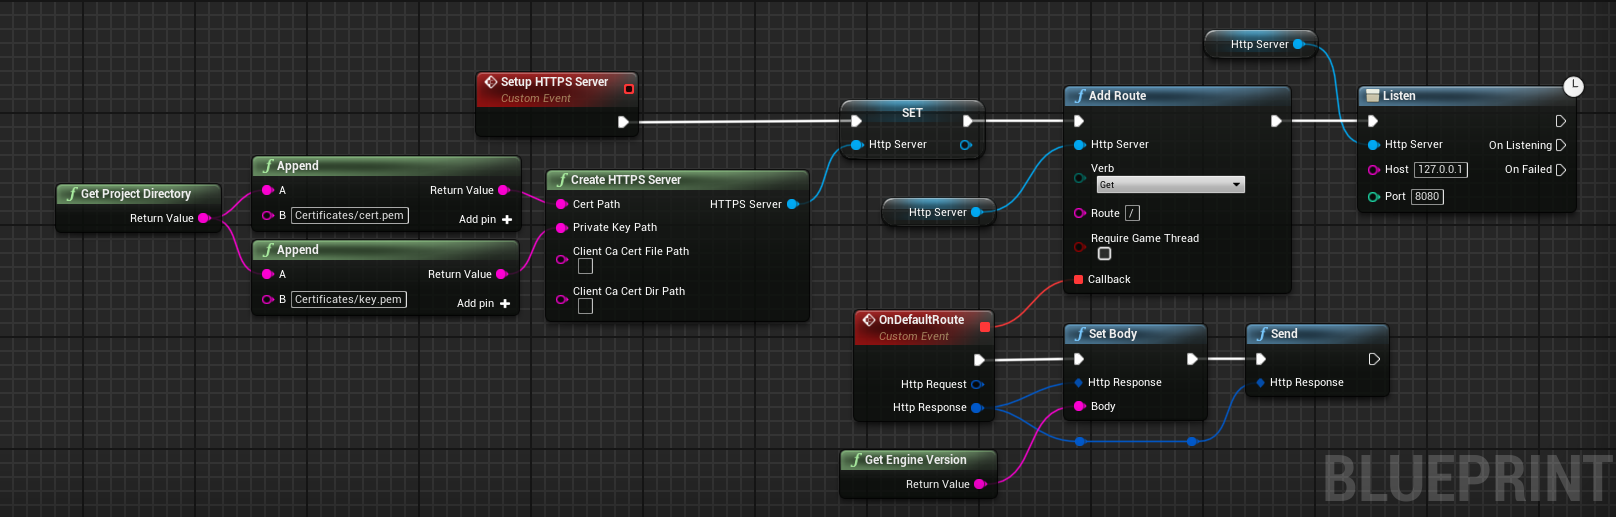 Setup HTTPS Server
Custom Event
Get Project Directory
Return Value
Append
A
Return Value
B Certificates/cert.pem
Add pin
Append
A
Return Value
B Certificates/key.pem
Add pin
Create HTTPS Server
Cert Path
HTTPS Server
Private Key Path
Client Ca Cert File Path
Client Ca Cert Dir Path
SET
Http Server
Http Server
Add Route
Http Server
Verb
Get
Route /
Require Game Thread
Callback
Http Server
Listen
Http Server
On Listening
Host 127.0.0.1
On Failed
Port 8080
OnDefaultRoute
Custom Event
Http Request
Http Response
Set Body
Http Response
Body
Send
Http Response
Get Engine Version
Return Value
BLUEPRINT